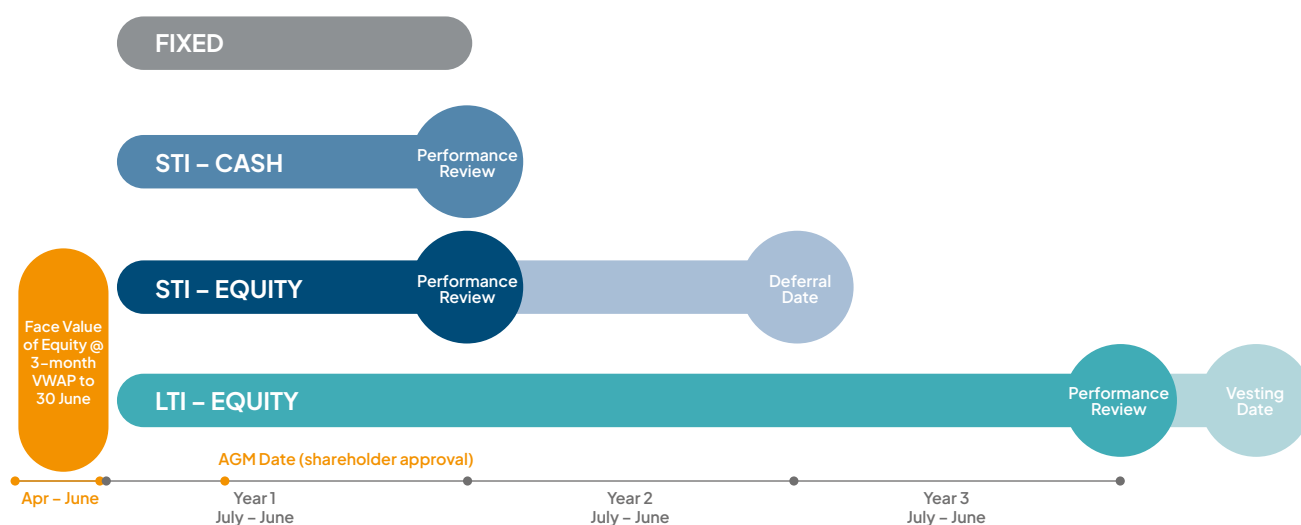 FIXED
STI – CASH
Performance
Review
STI – EQUITY
Performance
Review
Deferral
Date
Face Value
of Equity @
3-month
VWAP to
30 June
LTI – EQUITY
Performance
Review
Vesting
Date
AGM Date (shareholder approval)
Apr – June
Year 1
July – June
Year 2
July – June
Year 3
July – June